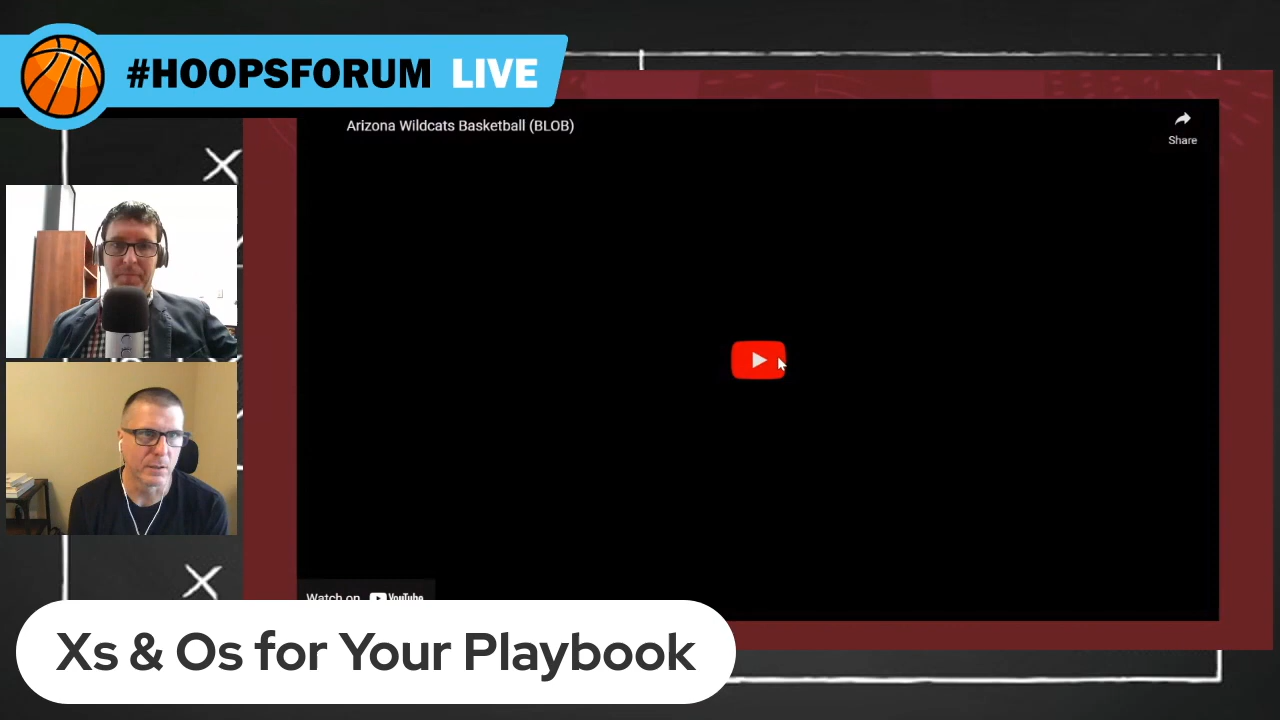 #HOOPSFORUM LIVE
Arizona Wildcats Basketball (BLOB)
Share
Watch on YouTube
Xs & Os for Your Playbook